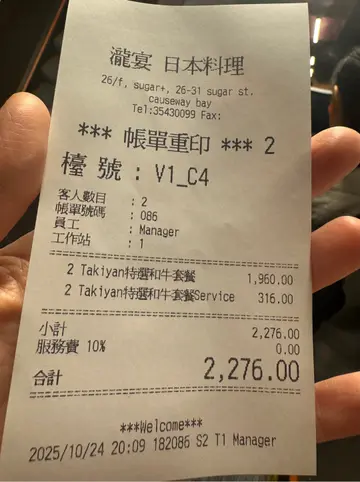 瀧宴 日本料理
26/f, sugar+, 26-31 sugar st.
causeway bay
Tel:35430099 Fax:
*** 帳單重印 *** 2
檯 號 : V1_C4
客人數目 : 2
帳單號碼 : 086
員工 : Manager
工作站 : 1
2 Takiyan特選和牛套餐 1,960.00
2 Takiyan特選和牛套餐Service 316.00
小計 2,276.00
服務費 10% 0.00
合計 2,276.00
***Welcome***
2025/10/24 20:09 182086 S2 T1 Manager